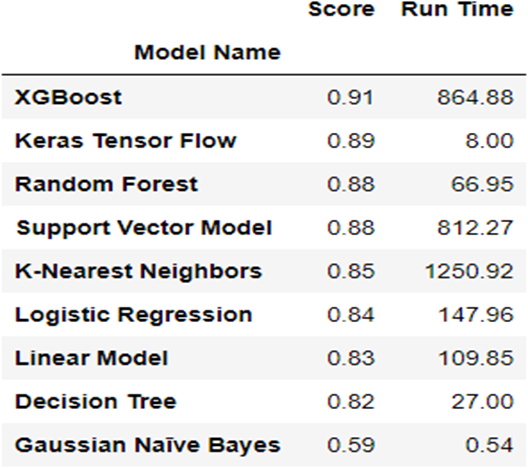 Score Run Time
Model Name
XGBoost 0.91 864.88
Keras Tensor Flow 0.89 8.00
Random Forest 0.88 66.95
Support Vector Model 0.88 812.27
K-Nearest Neighbors 0.85 1250.92
Logistic Regression 0.84 147.96
Linear Model 0.83 109.85
Decision Tree 0.82 27.00
Gaussian Naīve Bayes 0.59 0.54